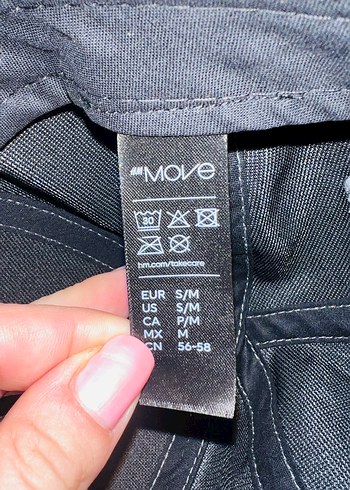 H&M MOVE
30
hm.com/takecare
EUR S/M
US S/M
CA P/M
MX M
CN 56-58